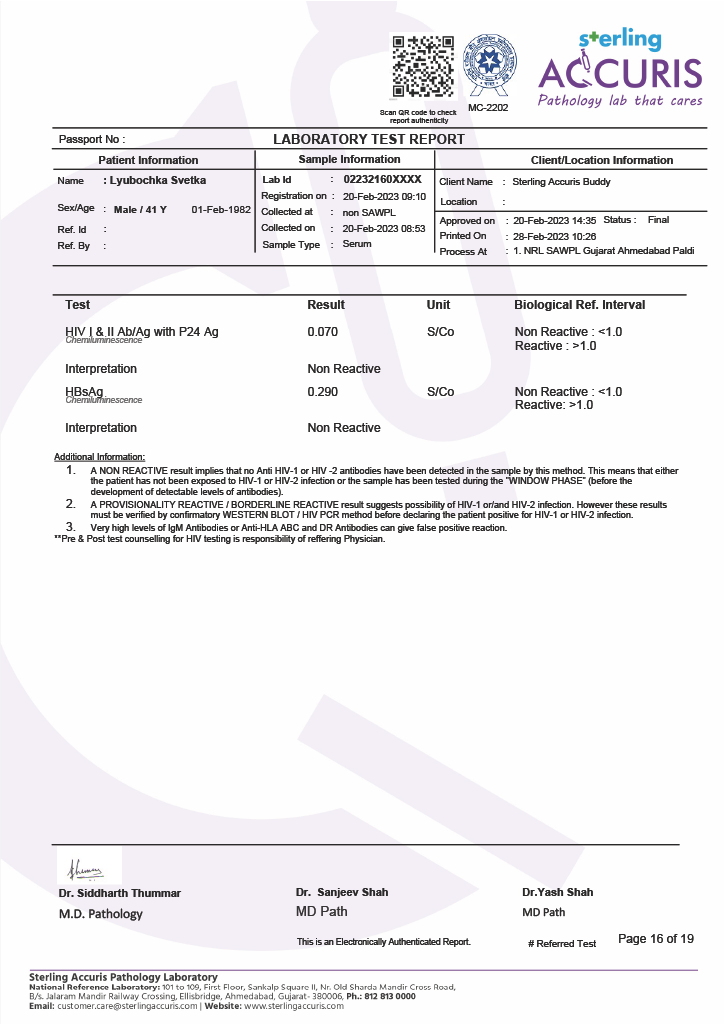 sterling
ACCURIS
Pathology lab that cares
Scan QR code to check
report authenticity
MC-2202
Passport No :
LABORATORY TEST REPORT
Patient Information
Sample Information
Client/Location Information
Name : Lyubochka Svetka
Lab Id : 02232160XXXX
Client Name : Sterling Accuris Buddy
Registration on : 20-Feb-2023 09:10
Location :
Sex/Age : Male / 41 Y 01-Feb-1982
Collected at : non SAWPL
Approved on : 20-Feb-2023 14:35 Status : Final
Ref. Id :
Collected on : 20-Feb-2023 08:53
Printed On : 28-Feb-2023 10:26
Ref. By :
Sample Type : Serum
Process At : 1. NRL SAWPL Gujarat Ahmedabad Paldi
Test Result Unit Biological Ref. Interval
HIV I & II Ab/Ag with P24 Ag 0.070 S/Co Non Reactive : <1.0
Chemiluminescence
Reactive : >1.0
Interpretation Non Reactive
HBsAg 0.290 S/Co Non Reactive : <1.0
Chemiluminescence
Reactive: >1.0
Interpretation Non Reactive
Additional Information:
1. A NON REACTIVE result implies that no Anti HIV-1 or HIV -2 antibodies have been detected in the sample by this method. This means that either
the patient has not been exposed to HIV-1 or HIV-2 infection or the sample has been tested during the "WINDOW PHASE" (before the
development of detectable levels of antibodies).
2. A PROVISIONALITY REACTIVE / BORDERLINE REACTIVE result suggests possibility of HIV-1 or/and HIV-2 infection. However these results
must be verified by confirmatory WESTERN BLOT / HIV PCR method before declaring the patient positive for HIV-1 or HIV-2 infection.
3. Very high levels of IgM Antibodies or Anti-HLA ABC and DR Antibodies can give false positive reaction.
**Pre & Post test counselling for HIV testing is responsibility of reffering Physician.
Dr. Siddharth Thummar
Dr. Sanjeev Shah
Dr.Yash Shah
M.D. Pathology
MD Path
MD Path
This is an Electronically Authenticated Report.
# Referred Test
Page 16 of 19
Sterling Accuris Pathology Laboratory
National Reference Laboratory: 101 to 109, First Floor, Sankalp Square II, Nr. Old Sharda Mandir Cross Road,
B/s. Jalaram Mandir Railway Crossing, Ellisbridge, Ahmedabad, Gujarat- 380006, Ph.: 812 813 0000
Email: customer.care@sterlingaccuris.com | Website: www.sterlingaccuris.com